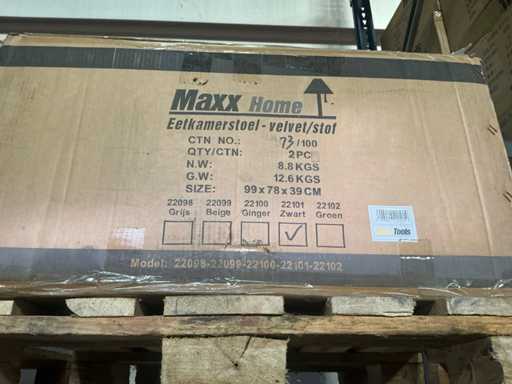 Maxx Home
Eetkamerstoel - velvet/stof
CTN NO.: 73/100
QTY/CTN: 2PC
N.W: 8.8KGS
G.W: 12.6KGS
SIZE: 99x78x39CM
22098 22099 22100 22101 22102
Grijs Beige Ginger Zwart Groen
Tools
Model: 22098-22099-22100-22101-22102